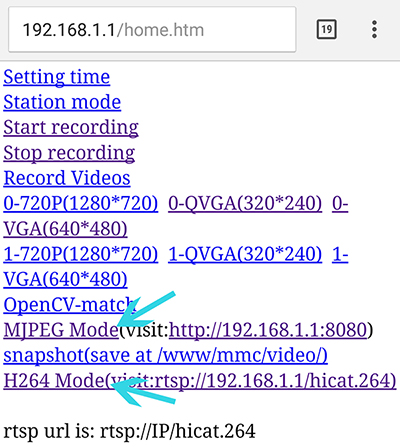 192.168.1.1/home.htm 19
Setting time
Station mode
Start recording
Stop recording
Record Videos
0-720P(1280*720) 0-QVGA(320*240) 0-
VGA(640*480)
1-720P(1280*720) 1-QVGA(320*240) 1-
VGA(640*480)
OpenCV-match
MJPEG Mode(visit:http://192.168.1.1:8080)
snapshot(save at /www/mmc/video/)
H264 Mode(visit:rtsp://192.168.1.1/hicat.264)
rtsp url is: rtsp://IP/hicat.264